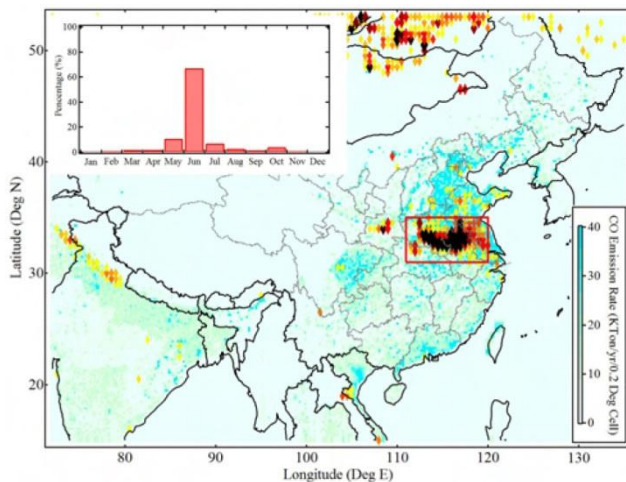 100
80
60
40
20
0
Percentage (%)
Jan Feb Mar Apr May Jun Jul Aug Sep Oct Nov Dec
50
40
30
20
Latitude (Deg N)
80 90 100 110 120 130
Longitude (Deg E)
40
30
20
10
0
CO Emission Rate (KTon/yr/0.2 Deg Cell)